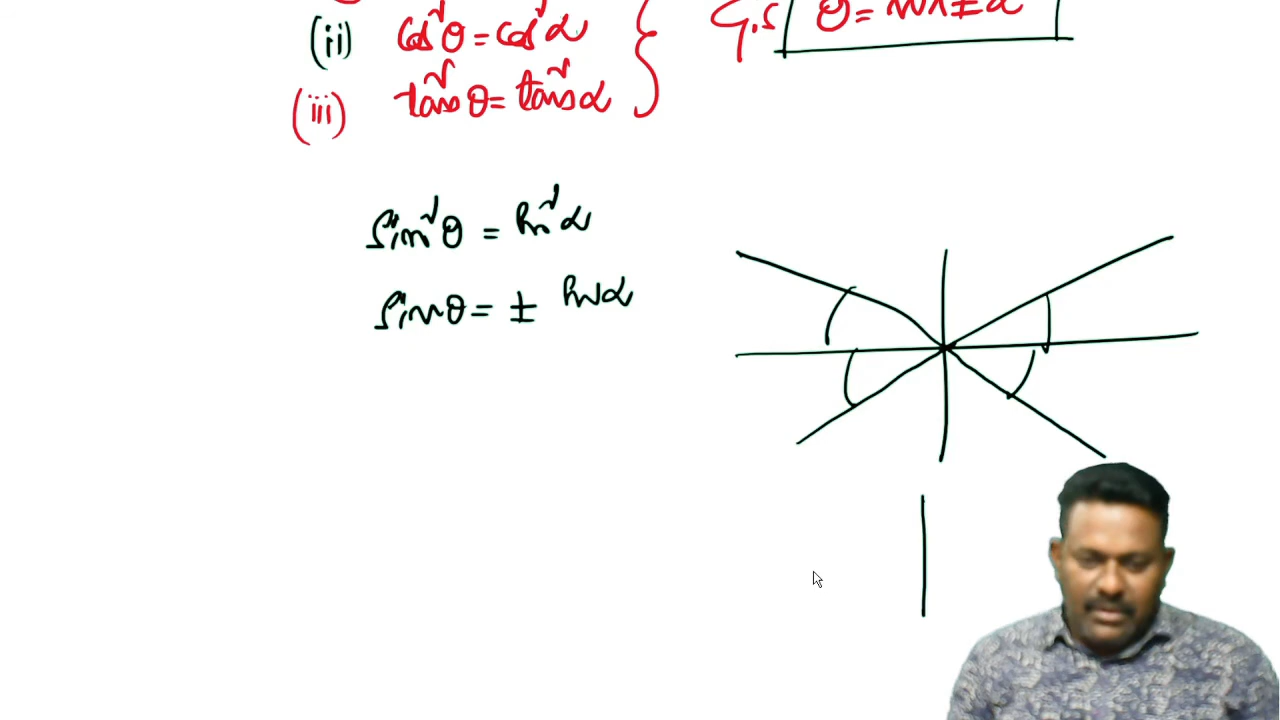 (ii) cos²θ = cos²α
G.S θ = nπ ± α
(iii) tan²θ = tan²α
sin²θ = sin²α
sinθ = ± sinα